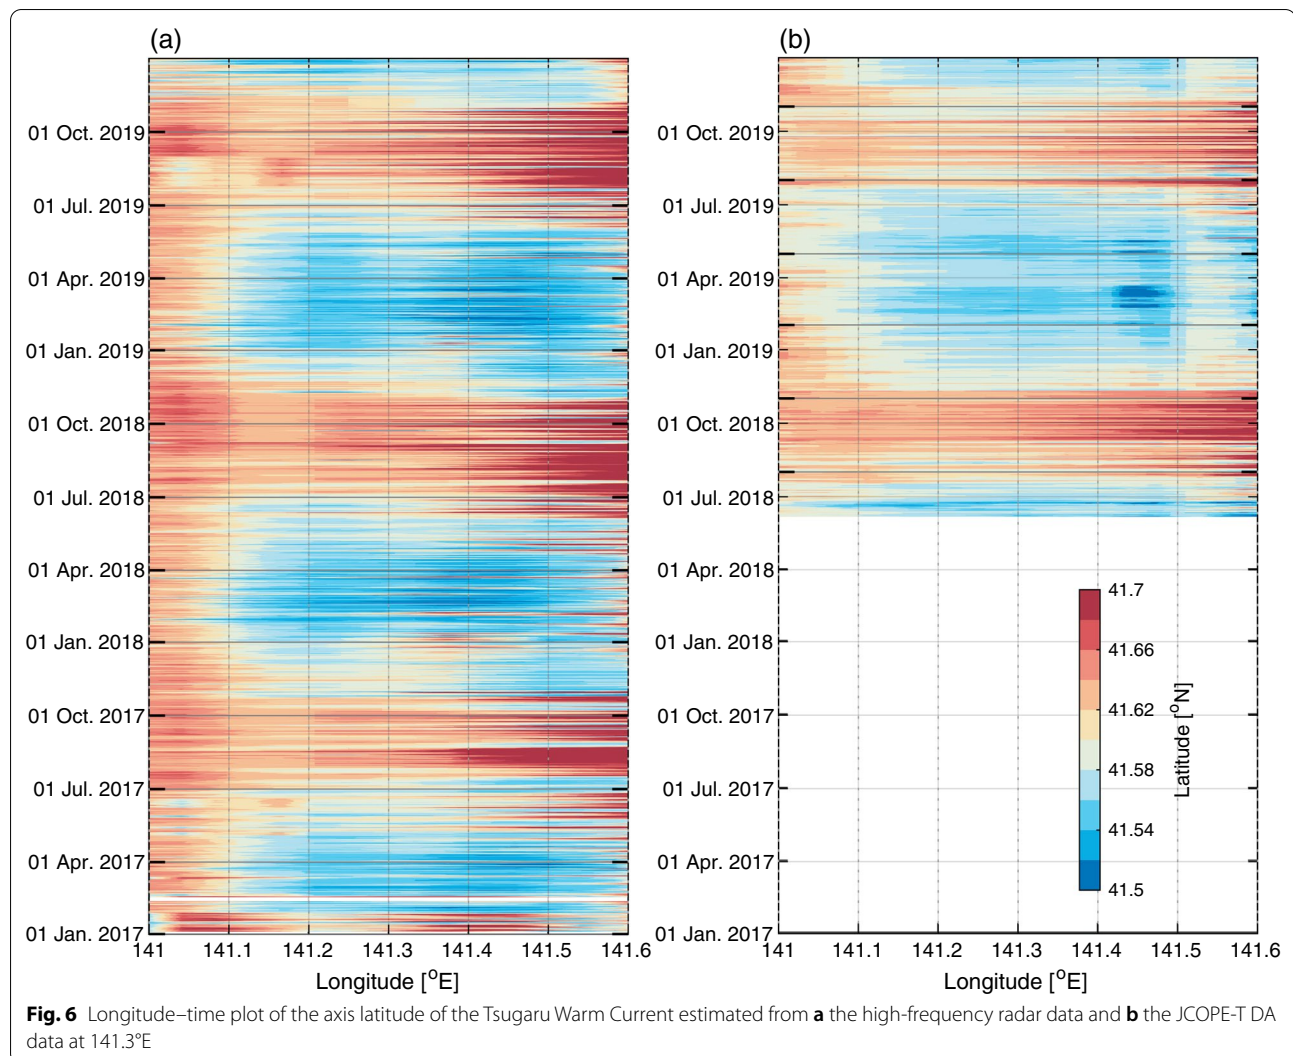 (a)
01 Oct. 2019
01 Jul. 2019
01 Apr. 2019
01 Jan. 2019
01 Oct. 2018
01 Jul. 2018
01 Apr. 2018
01 Jan. 2018
01 Oct. 2017
01 Jul. 2017
01 Apr. 2017
01 Jan. 2017
141 141.1 141.2 141.3 141.4 141.5 141.6
Longitude [°E]
(b)
01 Oct. 2019
01 Jul. 2019
01 Apr. 2019
01 Jan. 2019
01 Oct. 2018
01 Jul. 2018
01 Apr. 2018
01 Jan. 2018
01 Oct. 2017
01 Jul. 2017
01 Apr. 2017
01 Jan. 2017
141 141.1 141.2 141.3 141.4 141.5 141.6
Longitude [°E]
41.7
41.66
41.62
41.58
41.54
41.5
Latitude [°N]
Fig. 6 Longitude–time plot of the axis latitude of the Tsugaru Warm Current estimated from a the high-frequency radar data and b the JCOPE-T DA
data at 141.3°E